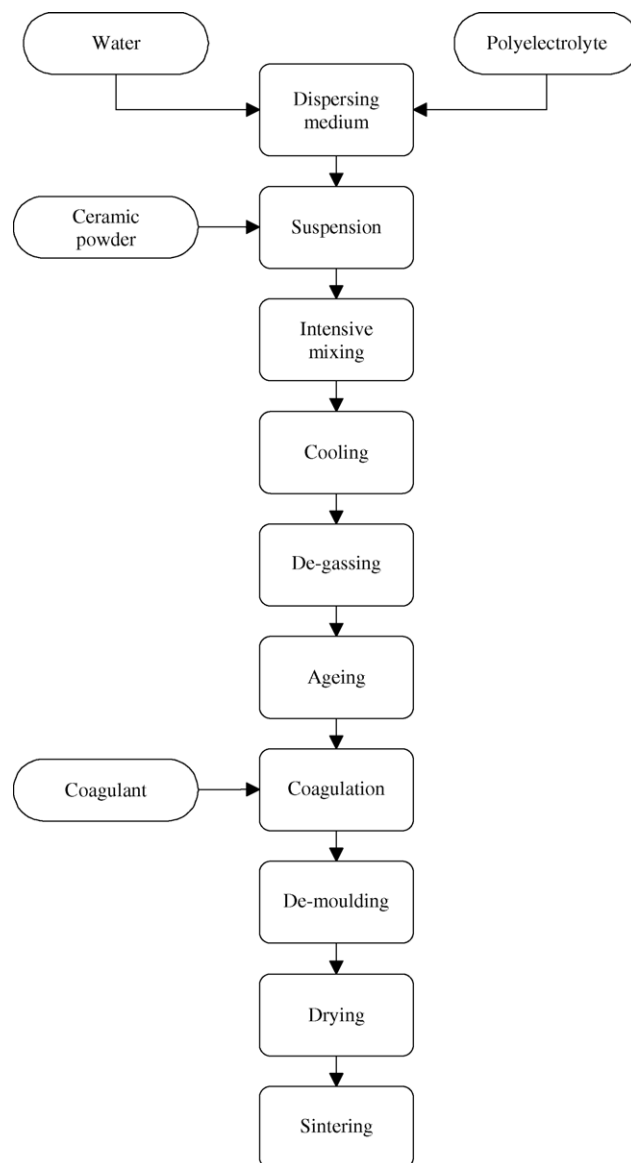 Water
Polyelectrolyte
Dispersing
medium
Ceramic
powder
Suspension
Intensive
mixing
Cooling
De-gassing
Ageing
Coagulant
Coagulation
De-moulding
Drying
Sintering